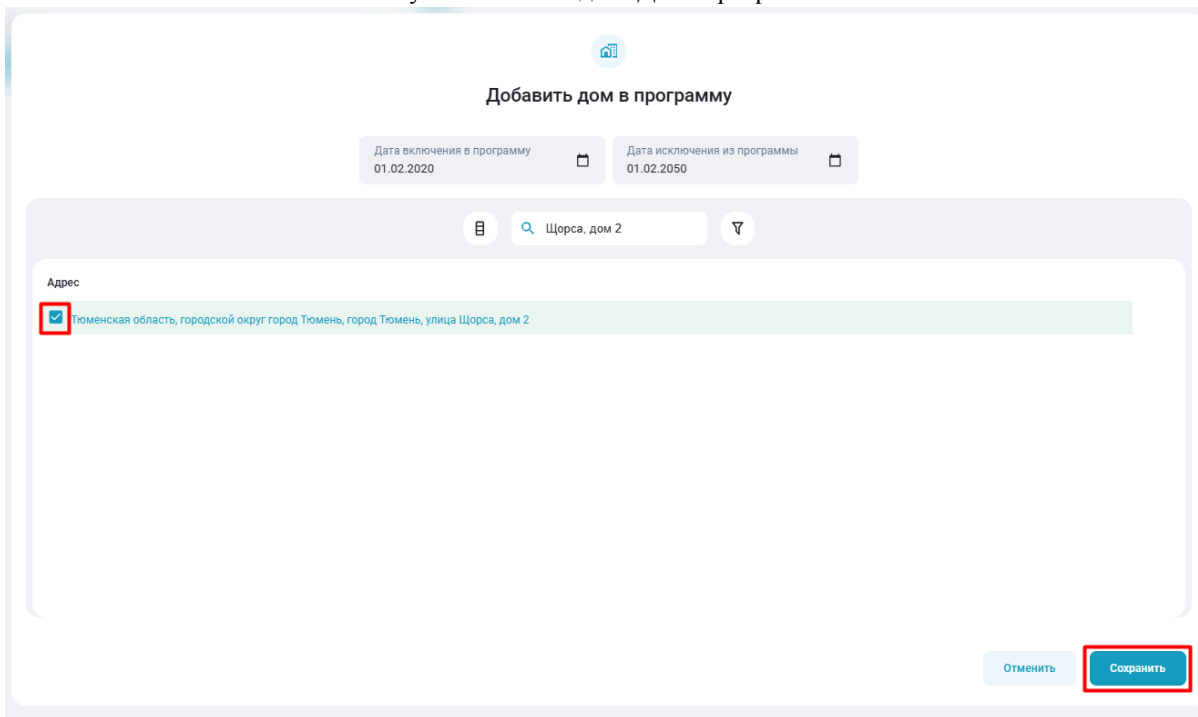 Добавить дом в программу
Дата включения в программу
01.02.2020
Дата исключения из программы
01.02.2050
Щорса, дом 2
Адрес
Тюменская область, городской округ город Тюмень, город Тюмень, улица Щорса, дом 2
Отменить
Сохранить